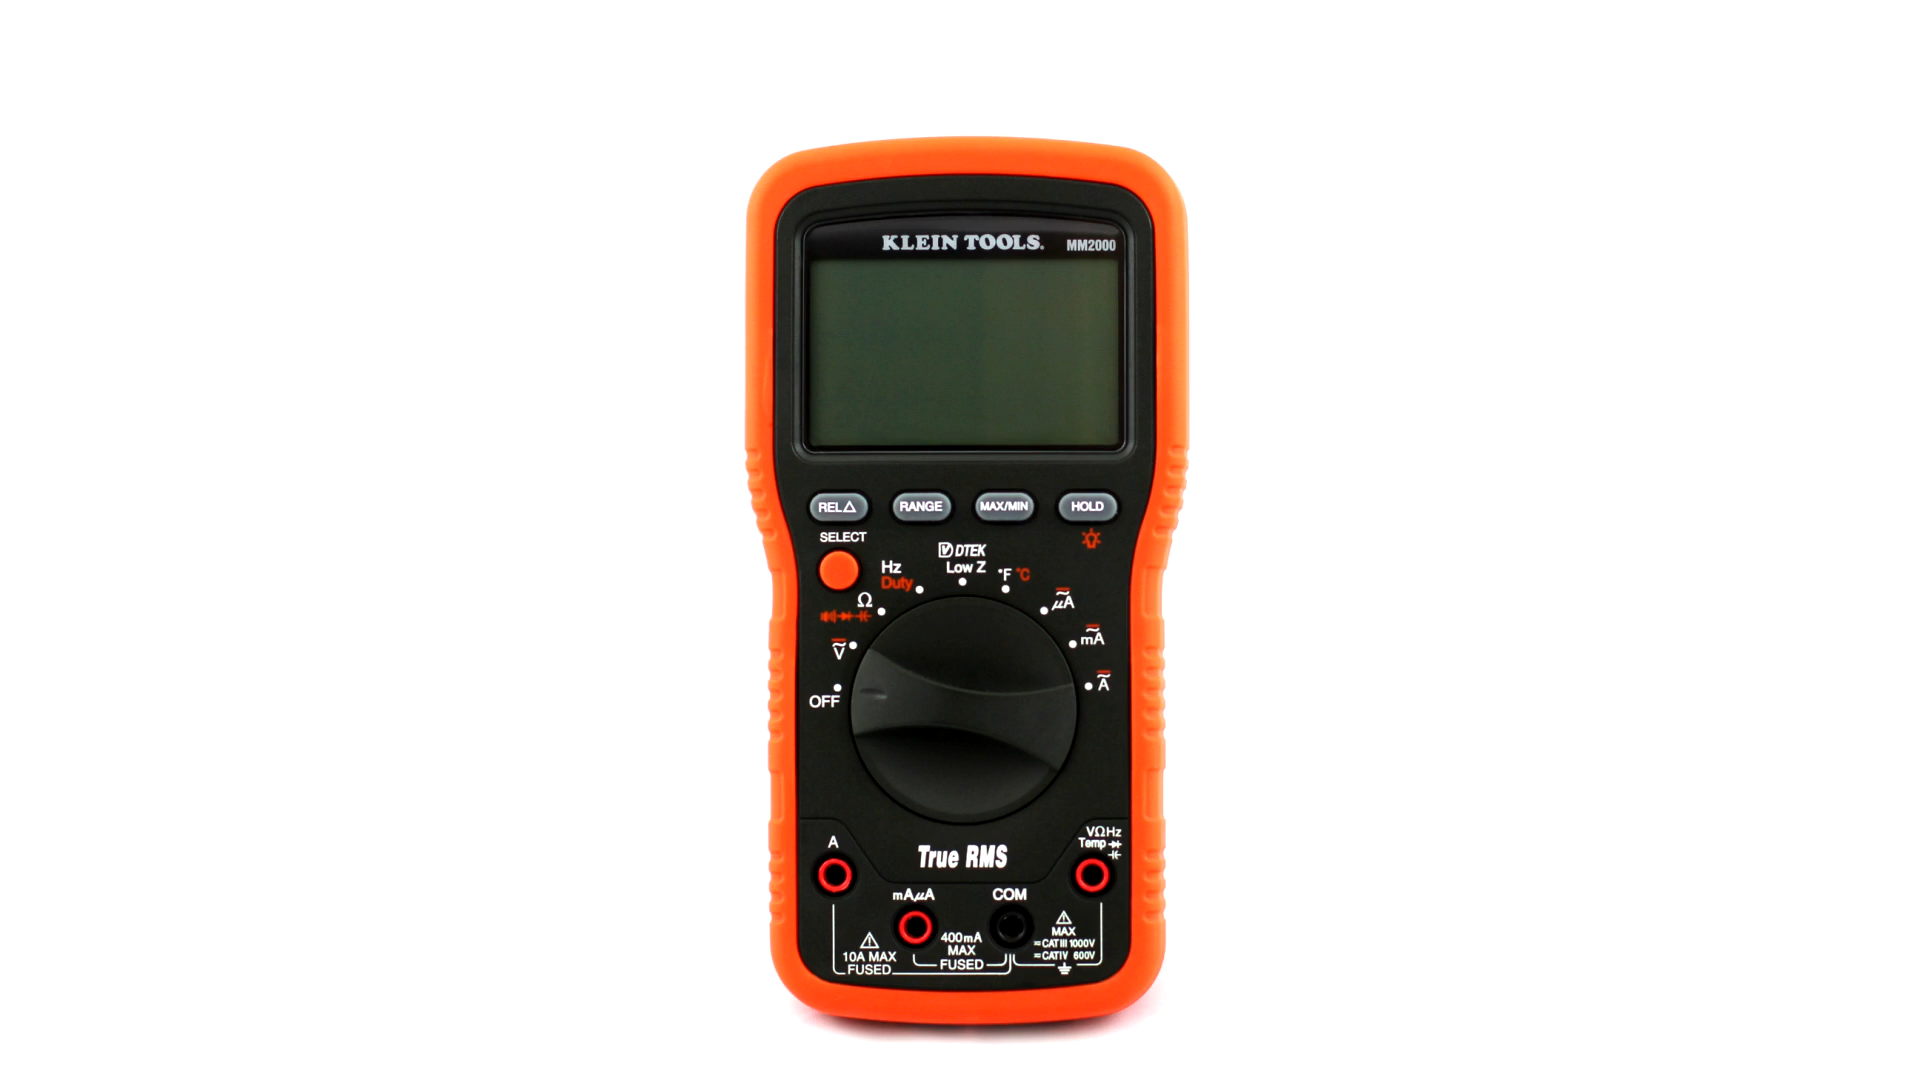 KLEIN TOOLS. MM2000
REL△ RANGE MAX/MIN HOLD
SELECT
V DTEK
Low Z
Hz
Duty
°F °C
Ω
μA
mA
V
A
OFF
True RMS
A
VΩHz
Temp
mAμA COM
10A MAX
FUSED
400mA
MAX
FUSED
MAX
CAT III 1000V
CAT IV 600V